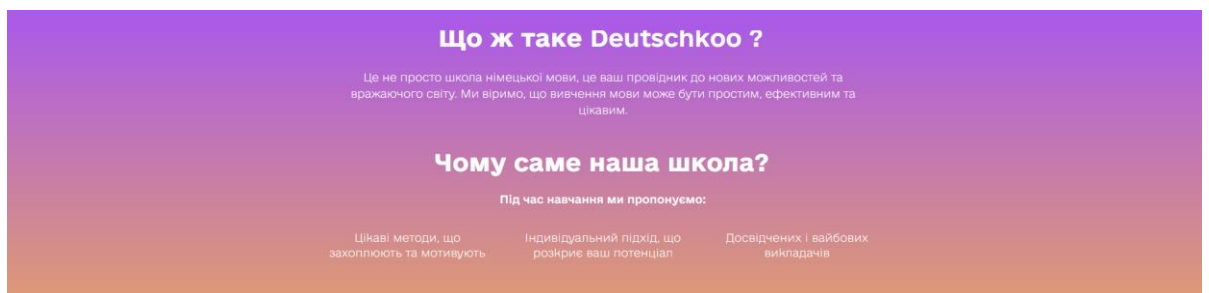 Що ж таке Deutschkoo ?
Це не просто школа німецької мови, це ваш провідник до нових можливостей та
вражаючого світу. Ми віримо, що вивчення мови може бути простим, ефективним та
цікавим.
Чому саме наша школа?
Під час навчання ми пропонуємо:
Цікаві методи, що
захоплюють та мотивують
Індивідуальний підхід, що
розкриє ваш потенціал
Досвідчених і вайбових
викладачів